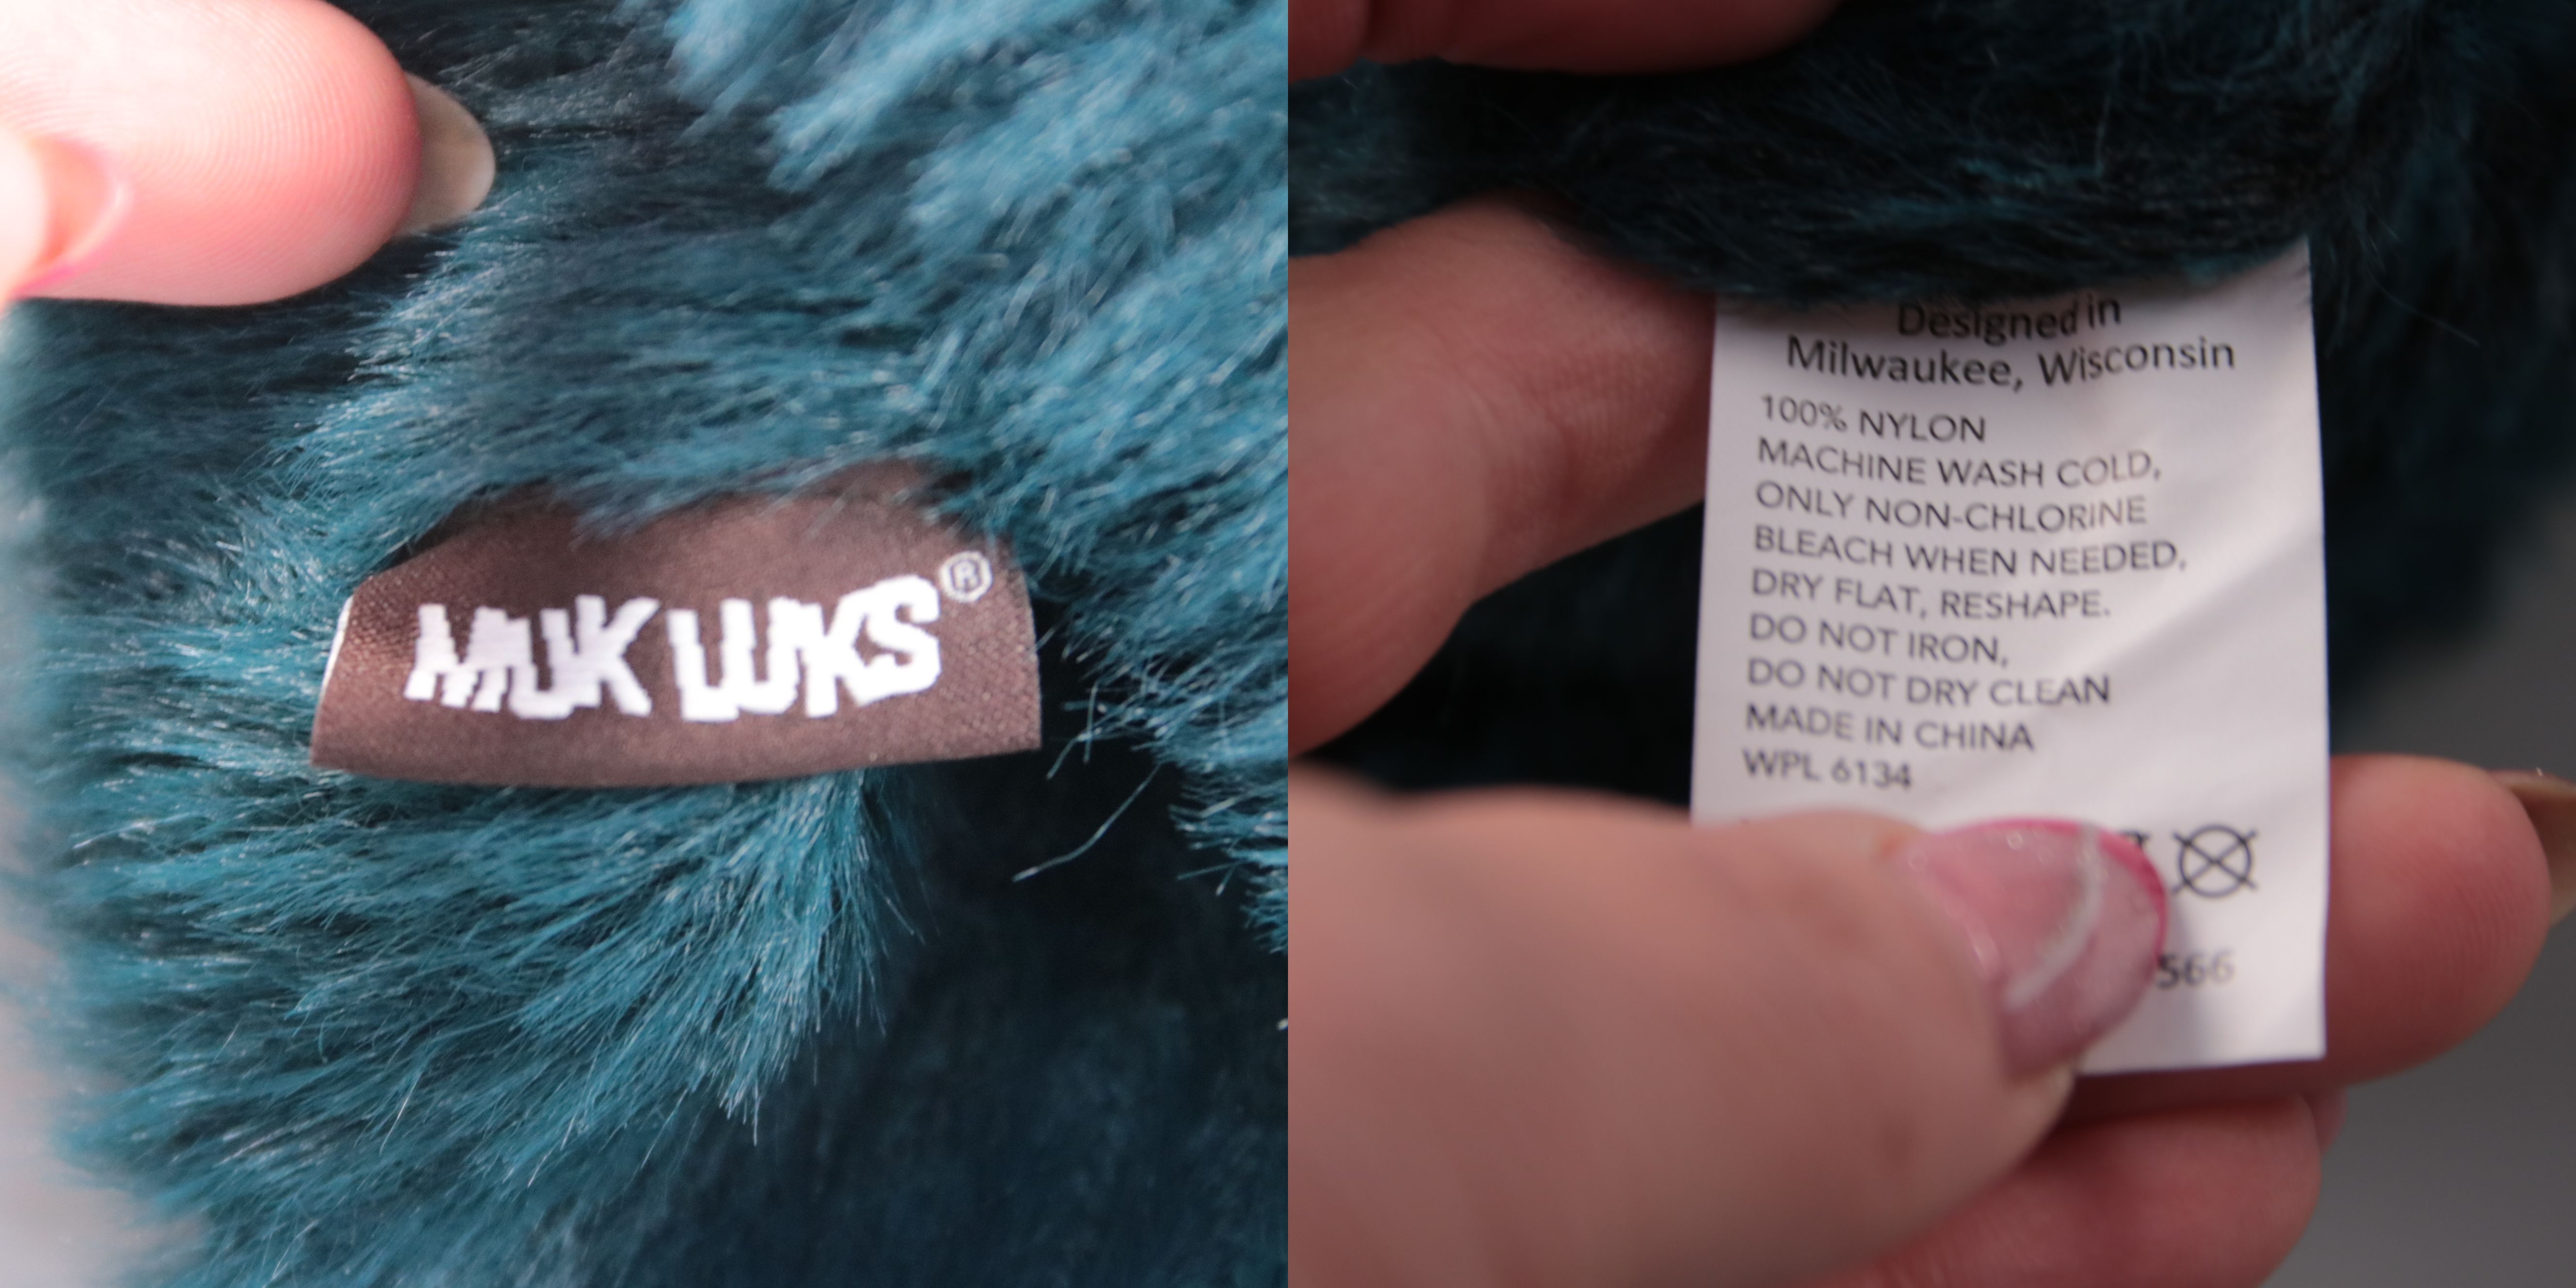 MUK LUKS®
Designed in
Milwaukee, Wisconsin
100% NYLON
MACHINE WASH COLD,
ONLY NON-CHLORINE
BLEACH WHEN NEEDED,
DRY FLAT, RESHAPE.
DO NOT IRON,
DO NOT DRY CLEAN
MADE IN CHINA
WPL 6134
566